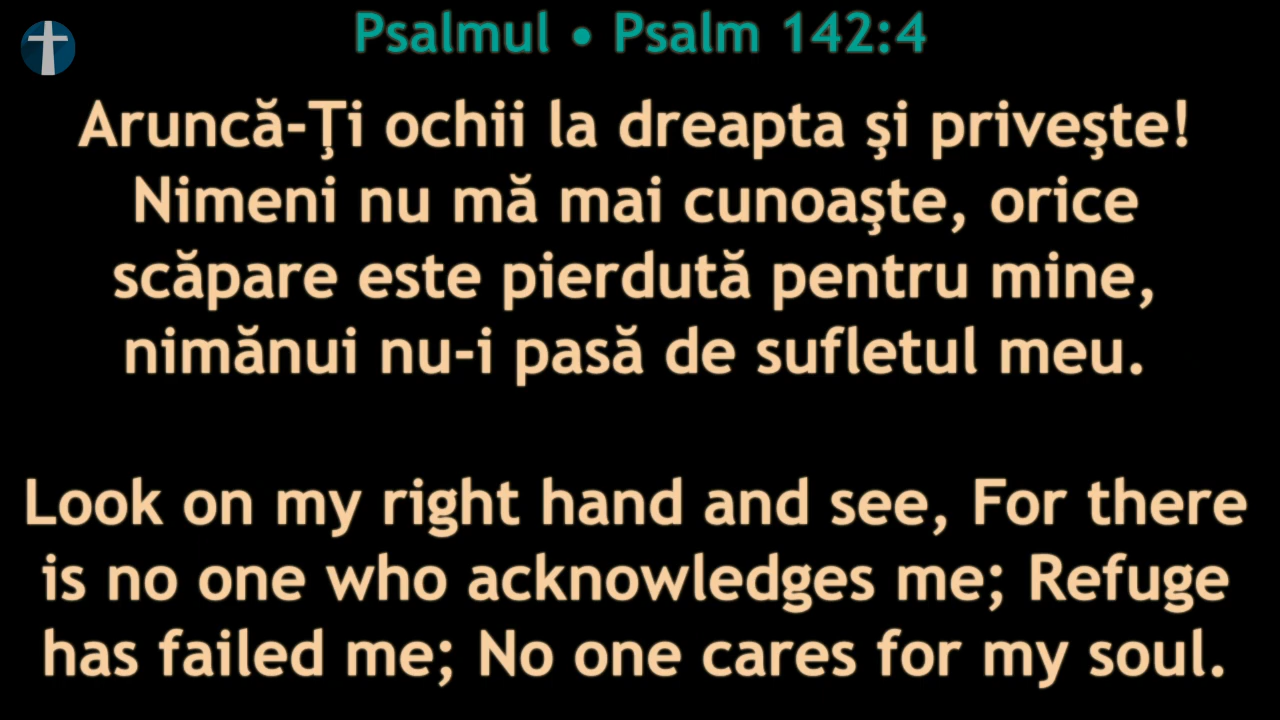 Psalmul • Psalm 142:4
Aruncă-Ţi ochii la dreapta şi priveşte!
Nimeni nu mă mai cunoaşte, orice
scăpare este pierdută pentru mine,
nimănui nu-i pasă de sufletul meu.
Look on my right hand and see, For there
is no one who acknowledges me; Refuge
has failed me; No one cares for my soul.